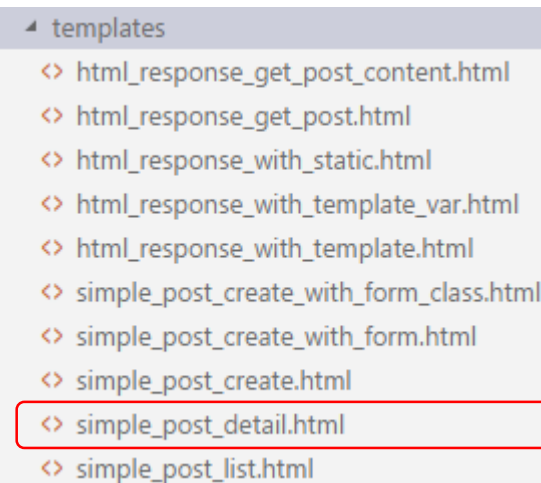 templates
html_response_get_post_content.html
html_response_get_post.html
html_response_with_static.html
html_response_with_template_var.html
html_response_with_template.html
simple_post_create_with_form_class.html
simple_post_create_with_form.html
simple_post_create.html
simple_post_detail.html
simple_post_list.html